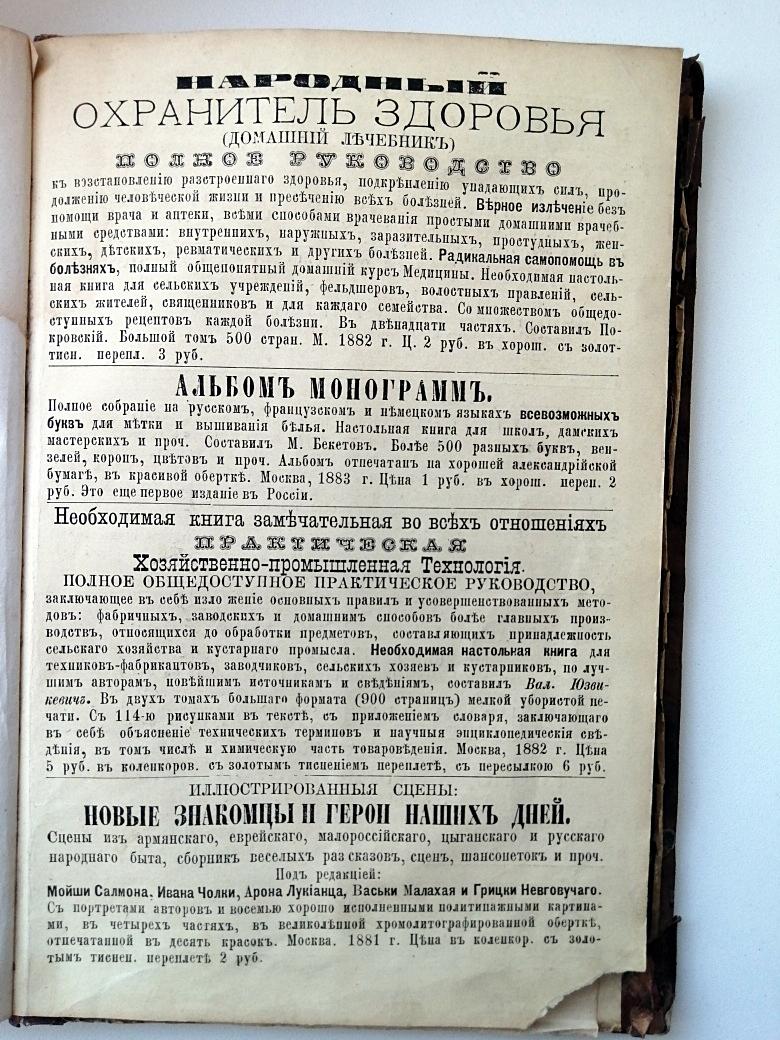 НАРОДНЫЙ
ОХРАНИТЕЛЬ ЗДОРОВЬЯ
(ДОМАШНІЙ ЛѢЧЕБНИКЪ)
ПОЛНОЕ РУКОВОДСТВО
къ взстановленію разстроеннаго здоровья, подкрѣпленію упадающихъ силъ, про-
долженію человѣческой жизни и пресѣченію всѣхъ болѣзней. Вѣрное излѣченіе безъ
помощи врача и аптеки, всѣми способами врачеванія простыми домашними врачеб-
ными средствами: внутреннихъ, наружныхъ, заразительныхъ, простудныхъ, жен-
скихъ, дѣтскихъ, ревматическихъ и другихъ болѣзней. Радикальная самопомощь въ
болѣзняхъ, полный общепонятный домашній курсъ Медицины. Необходимая настоль-
ная книга для сельскихъ учрежденій, фельдшеровъ, волостныхъ правленій, сель-
скихъ жителей, священниковъ и для каждаго семейства. Со множествомъ общедо-
ступныхъ рецептовъ каждой болѣзни. Въ двѣнадцати частяхъ. Составилъ По-
кровскій. Большой томъ 500 стран. М. 1882 г. Ц. 2 руб. въ хорош. съ золот-
тисн. перепл. 3 руб.
АЛЬБОМЪ МОНОГРАММЪ.
Полное собраніе на русскомъ, французскомъ и нѣмецкомъ языкахъ всевозможныхъ
буквъ для мѣтки и вышиванія бѣлья. Настольная книга для школъ, дамскихъ
мастерскихъ и проч. Составилъ М. Бекетовъ. Болѣе 500 разныхъ буквъ, вен-
зелей, коронъ, цвѣтовъ и проч. Альбомъ отпечатанъ на хорошей александрійской
бумагѣ, въ красивой оберткѣ. Москва, 1883 г. Цѣна 1 руб. въ хорош. переп. 2
руб. Это еще первое изданіе въ Россіи.
Необходимая книга замѣчательная во всѣхъ отношеніяхъ
ПРАКТИЧЕСКАЯ
Хозяйственно-промышленная Технологія.
ПОЛНОЕ ОБЩЕДОСТУПНОЕ ПРАКТИЧЕСКОЕ РУКОВОДСТВО,
заключающее въ себѣ изло женіе основныхъ правилъ и усовершенствованныхъ мето-
довъ: фабричныхъ, заводскихъ и домашнимъ способовъ болѣе главныхъ произ-
водствъ, относящихся до обработки предметовъ, составляющихъ принадлежность
сельскаго хозяйства и кустарнаго промысла. Необходимая настольная книга для
техниковъ-фабрикантовъ, заводчиковъ, сельскихъ хозяев и кустарниковъ, по луч-
шимъ авторамъ, новѣйшимъ источникамъ и свѣдѣніямъ, составилъ Вал. Юзви-
кевичъ. Въ двухъ томахъ большаго формата (900 страницъ) мелкой убористой пе-
чати. Съ 114-ю рисунками въ текстѣ, съ приложеніемъ словаря, заключающаго
въ себѣ объясненіе техническихъ терминовъ и научныя энциклопедическія свѣ-
дѣнія, въ томъ числѣ и химическую часть товаровѣденія. Москва, 1882 г. Цѣна
5 руб. въ коленкоров. съ золотымъ тисненіемъ переплетѣ, съ пересылкою 6 руб.
ИЛЛЮСТРИРОВАННЫЯ СЦЕНЫ:
НОВЫЕ ЗНАКОМЦЫ И ГЕРОИ НАШИХЪ ДНЕЙ.
Сцены изъ армянскаго, еврейскаго, малороссійскаго, цыганскаго и русскаго
народнаго быта, сборникъ веселыхъ раз сказовъ, сценъ, шансонетокъ и проч.
Подъ редакціей:
Мойши Салмона, Ивана Чолки, Арона Лукіанца, Васьки Малахая и Грицки Невговучаго.
Съ портретами авторовъ и восемью хорошо исполненными политипажными картина-
ми, въ четырехъ частяхъ, въ великолѣпной хромолитографированной оберткѣ,
отпечатанной въ десять красокъ. Москва. 1881 г. Цѣна въ коленкор. съ золо-
тымъ тиснен. переплетѣ 2 руб.